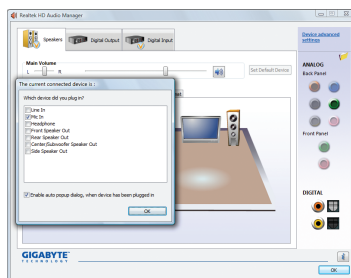 Realtek HD Audio Manager
Speakers
Digital Output
Digital Input
Device advanced settings
Main Volume
L
R
Set Default Device
ANALOG
Back Panel
The current connected device is :
Which device did you plug in?
Line In
Mic In
Headphone
Front Speaker Out
Rear Speaker Out
Center/Subwoofer Speaker Out
Side Speaker Out
Enable auto popup dialog, when device has been plugged in
OK
Front Panel
DIGITAL
GIGABYTE
TECHNOLOGY
OK